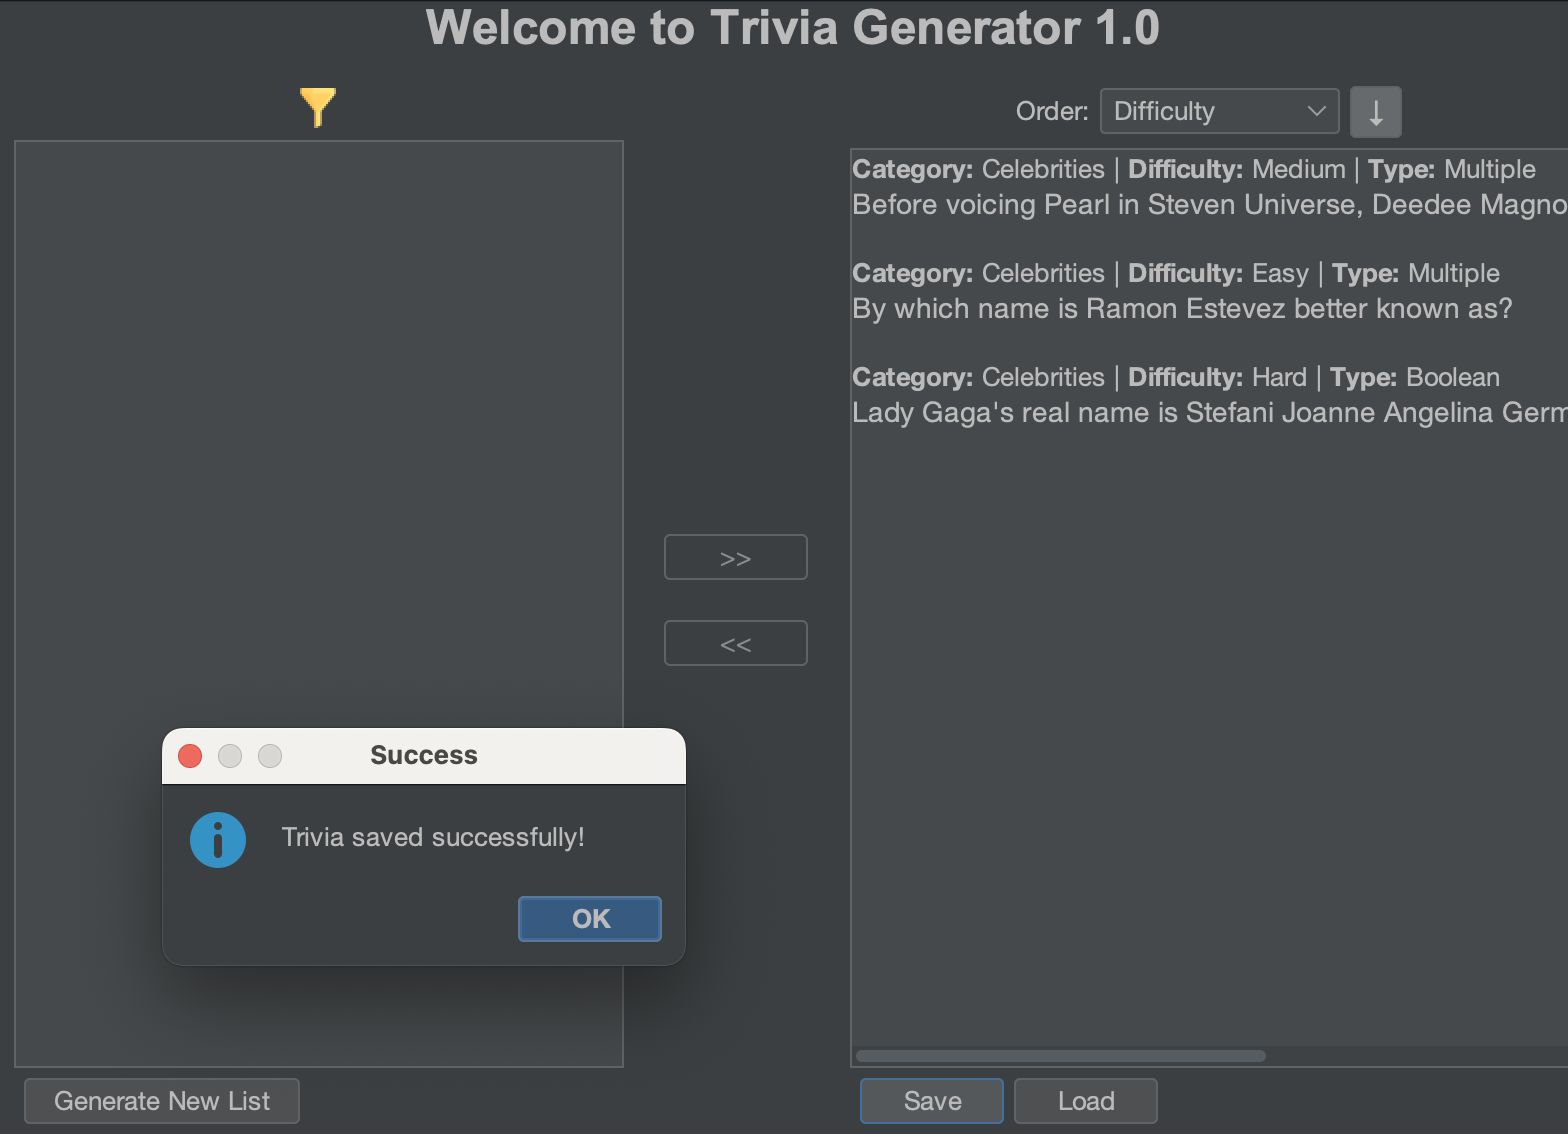 Welcome to Trivia Generator 1.0
Order: Difficulty ↓
Category: Celebrities | Difficulty: Medium | Type: Multiple
Before voicing Pearl in Steven Universe, Deedee Magno
Category: Celebrities | Difficulty: Easy | Type: Multiple
By which name is Ramon Estevez better known as?
Category: Celebrities | Difficulty: Hard | Type: Boolean
Lady Gaga's real name is Stefani Joanne Angelina Germ
>>
<<
Success
Trivia saved successfully!
OK
Generate New List
Save
Load